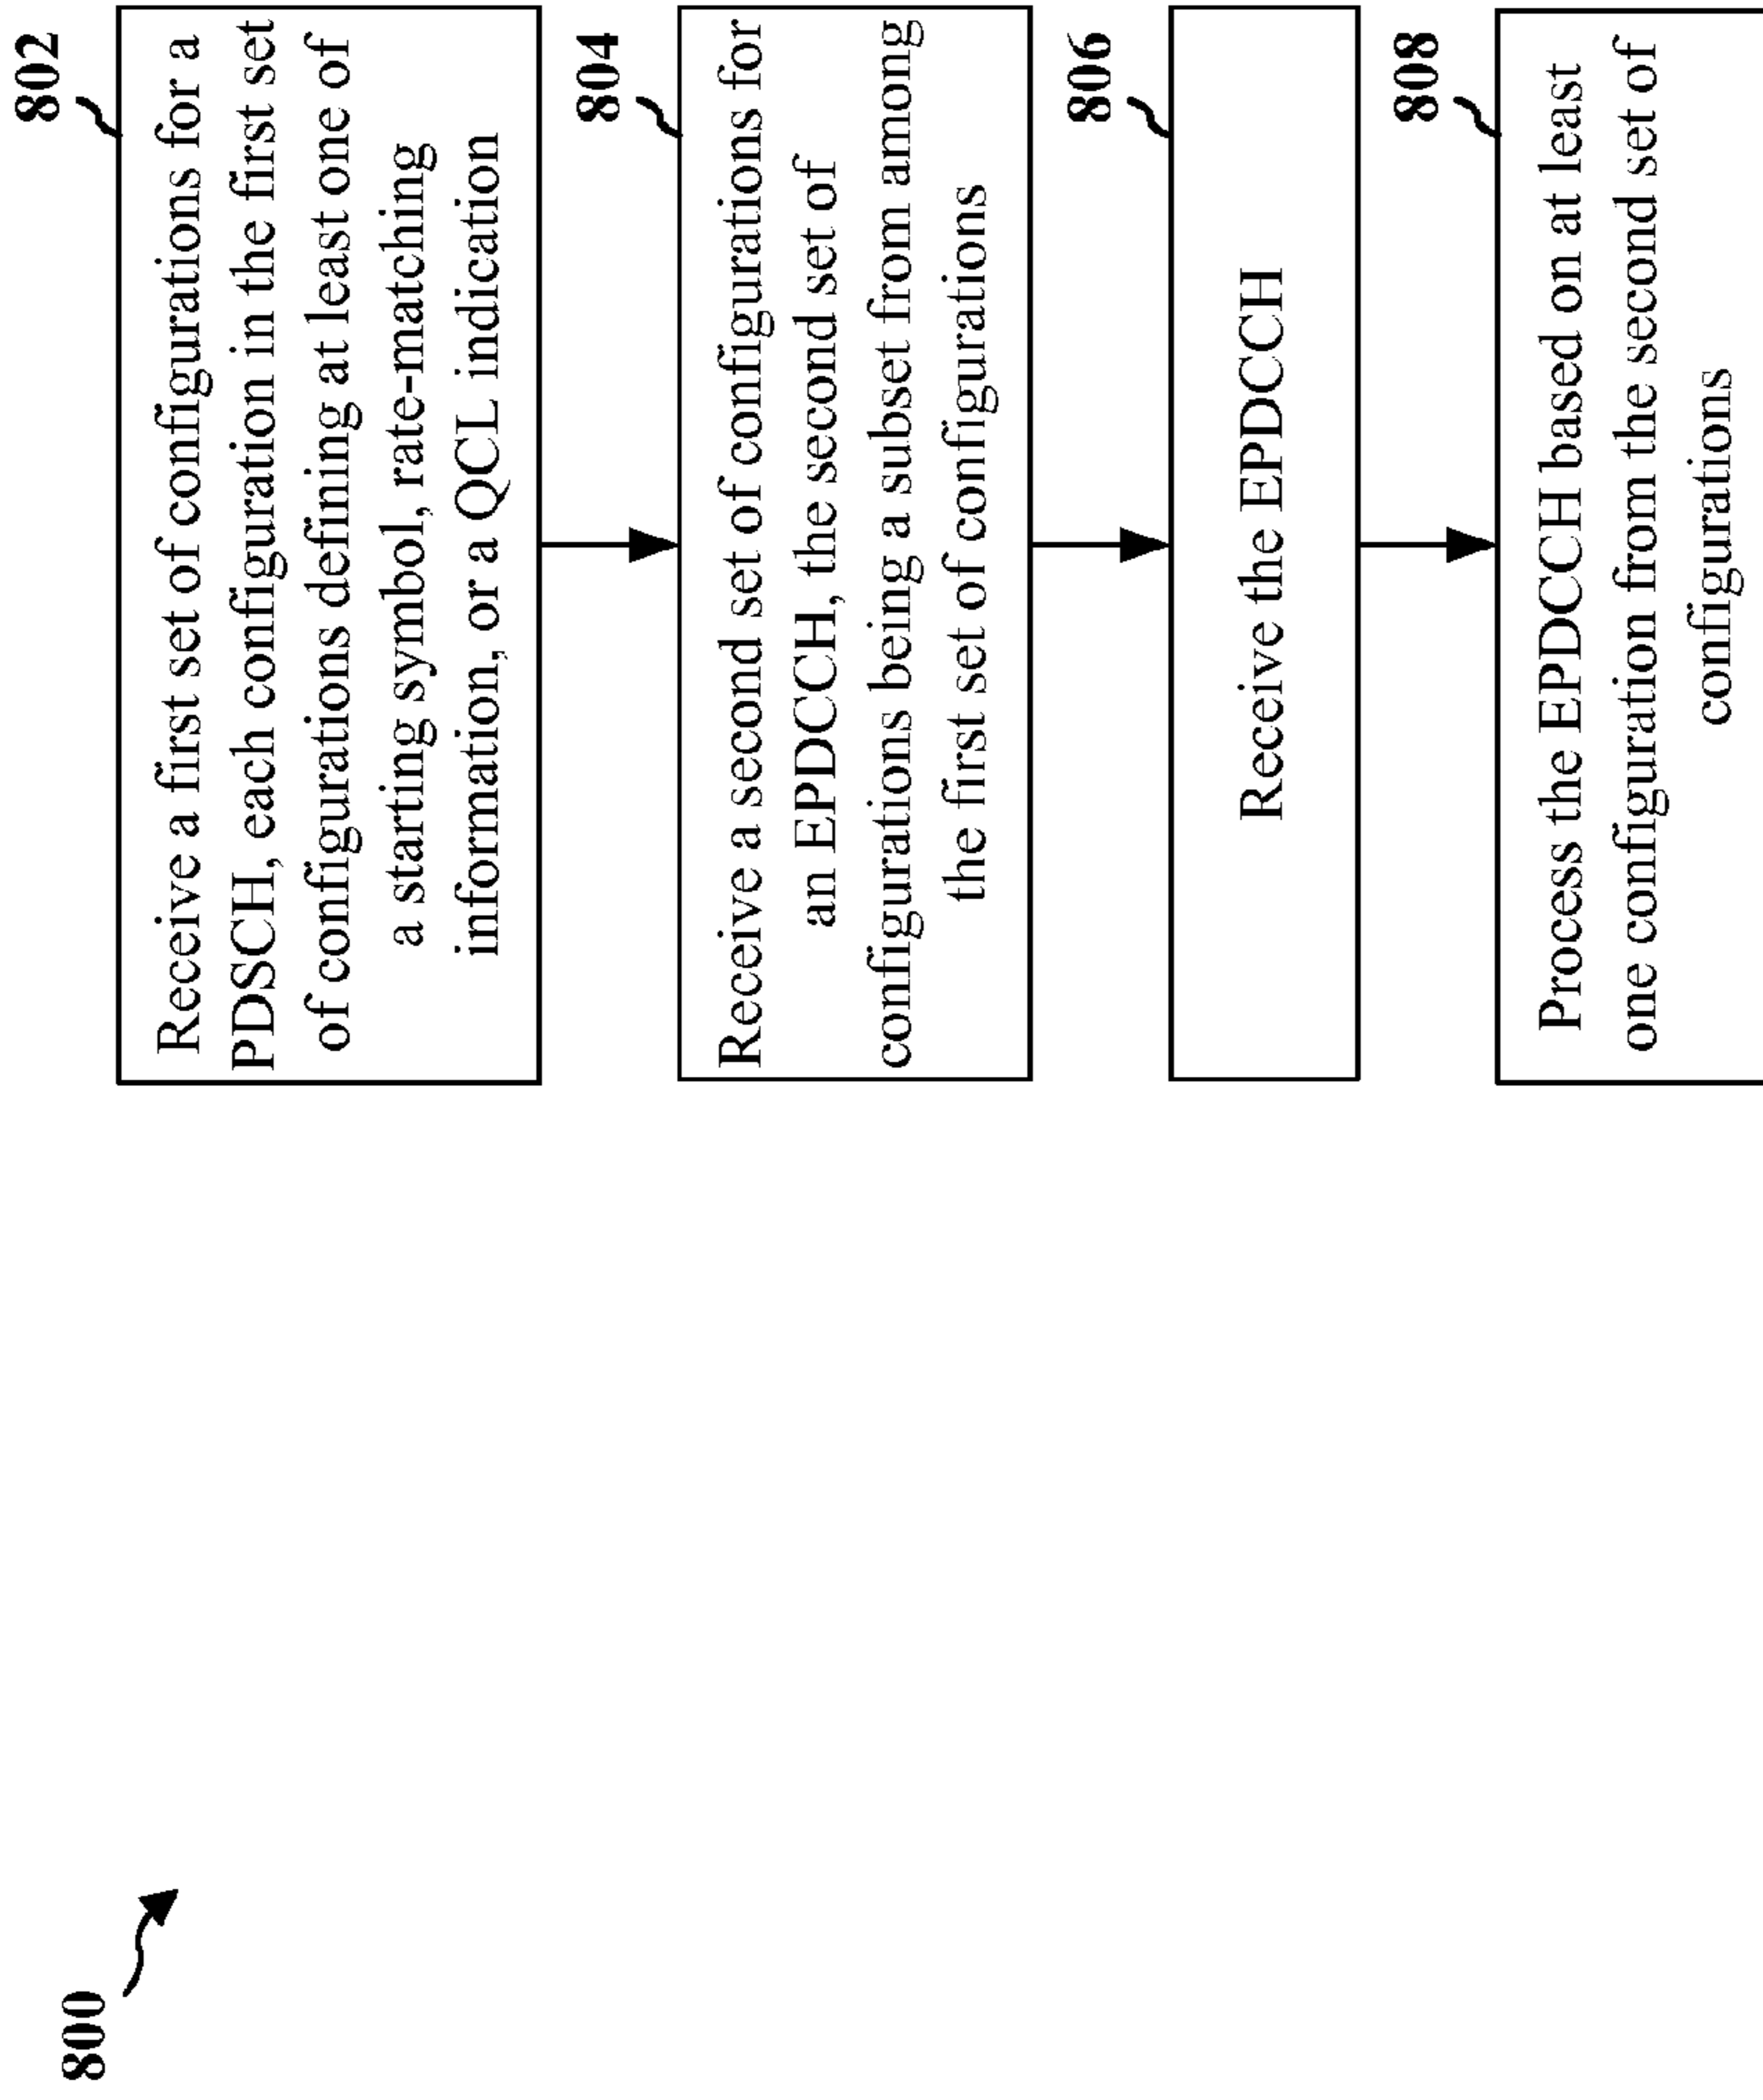 800
802
Receive a first set of configurations for a
PDSCH, each configuration in the first set
of configurations defining at least one of
a starting symbol, rate-matching
information, or a QCL indication
804
Receive a second set of configurations for
an EPDCCH, the second set of
configurations being a subset from among
the first set of configurations
806
Receive the EPDCCH
808
Process the EPDCCH based on at least
one configuration from the second set of
configurations